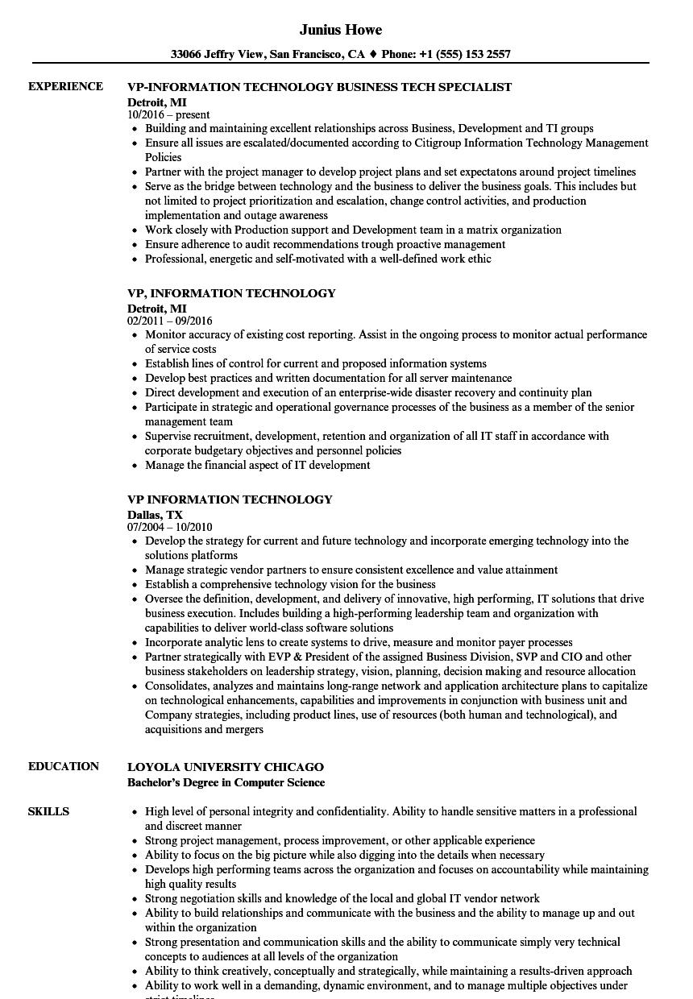 Junius Howe
33066 Jeffry View, San Francisco, CA ♦ Phone: +1 (555) 153 2557
EXPERIENCE
VP-INFORMATION TECHNOLOGY BUSINESS TECH SPECIALIST
Detroit, MI
10/2016 – present
• Building and maintaining excellent relationships across Business, Development and TI groups
• Ensure all issues are escalated/documented according to Citigroup Information Technology Management
Policies
• Partner with the project manager to develop project plans and set expectatons around project timelines
• Serve as the bridge between technology and the business to deliver the business goals. This includes but
not limited to project prioritization and escalation, change control activities, and production
implementation and outage awareness
• Work closely with Production support and Development team in a matrix organization
• Ensure adherence to audit recommendations trough proactive management
• Professional, energetic and self-motivated with a well-defined work ethic
VP, INFORMATION TECHNOLOGY
Detroit, MI
02/2011 – 09/2016
• Monitor accuracy of existing cost reporting. Assist in the ongoing process to monitor actual performance
of service costs
• Establish lines of control for current and proposed information systems
• Develop best practices and written documentation for all server maintenance
• Direct development and execution of an enterprise-wide disaster recovery and continuity plan
• Participate in strategic and operational governance processes of the business as a member of the senior
management team
• Supervise recruitment, development, retention and organization of all IT staff in accordance with
corporate budgetary objectives and personnel policies
• Manage the financial aspect of IT development
VP INFORMATION TECHNOLOGY
Dallas, TX
07/2004 – 10/2010
• Develop the strategy for current and future technology and incorporate emerging technology into the
solutions platforms
• Manage strategic vendor partners to ensure consistent excellence and value attainment
• Establish a comprehensive technology vision for the business
• Oversee the definition, development, and delivery of innovative, high performing, IT solutions that drive
business execution. Includes building a high-performing leadership team and organization with
capabilities to deliver world-class software solutions
• Incorporate analytic lens to create systems to drive, measure and monitor payer processes
• Partner strategically with EVP & President of the assigned Business Division, SVP and CIO and other
business stakeholders on leadership strategy, vision, planning, decision making and resource allocation
• Consolidates, analyzes and maintains long-range network and application architecture plans to capitalize
on technological enhancements, capabilities and improvements in conjunction with business unit and
Company strategies, including product lines, use of resources (both human and technological), and
acquisitions and mergers
EDUCATION
LOYOLA UNIVERSITY CHICAGO
Bachelor's Degree in Computer Science
SKILLS
• High level of personal integrity and confidentiality. Ability to handle sensitive matters in a professional
and discreet manner
• Strong project management, process improvement, or other applicable experience
• Ability to focus on the big picture while also digging into the details when necessary
• Develops high performing teams across the organization and focuses on accountability while maintaining
high quality results
• Strong negotiation skills and knowledge of the local and global IT vendor network
• Ability to build relationships and communicate with the business and the ability to manage up and out
within the organization
• Strong presentation and communication skills and the ability to communicate simply very technical
concepts to audiences at all levels of the organization
• Ability to think creatively, conceptually and strategically, while maintaining a results-driven approach
• Ability to work well in a demanding, dynamic environment, and to manage multiple objectives under